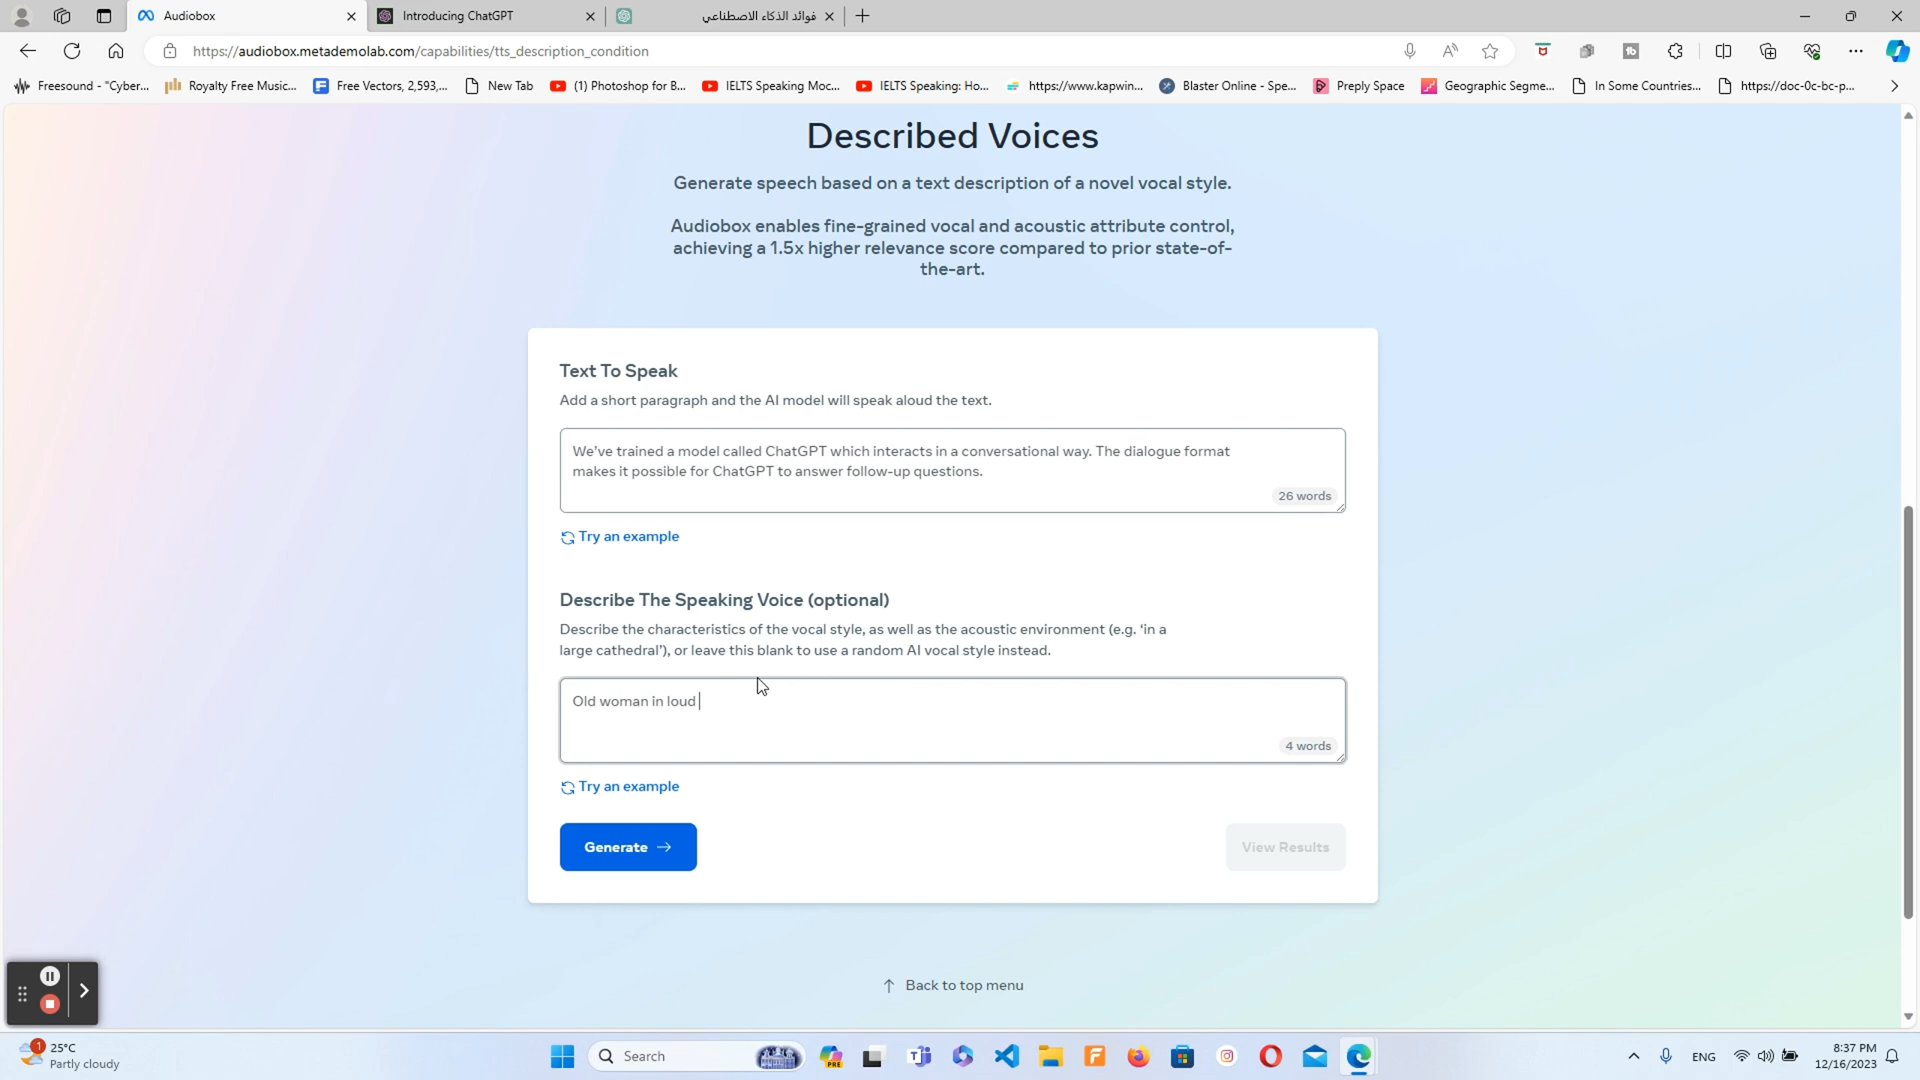 Audiobox
Introducing ChatGPT
فوائد الذكاء الاصطناعي
https://audiobox.metademolab.com/capabilities/tts_description_condition
Freesound - "Cyber...
Royalty Free Music...
Free Vectors, 2,593,...
New Tab
(1) Photoshop for B...
IELTS Speaking Moc...
IELTS Speaking: Ho...
https://www.kapwin...
Blaster Online - Spe...
Preply Space
Geographic Segme...
In Some Countries...
https://doc-0c-bc-p...
Described Voices
Generate speech based on a text description of a novel vocal style.
Audiobox enables fine-grained vocal and acoustic attribute control,
achieving a 1.5x higher relevance score compared to prior state-of-
the-art.
Text To Speak
Add a short paragraph and the AI model will speak aloud the text.
We've trained a model called ChatGPT which interacts in a conversational way. The dialogue format
makes it possible for ChatGPT to answer follow-up questions.
26 words
Try an example
Describe The Speaking Voice (optional)
Describe the characteristics of the vocal style, as well as the acoustic environment (e.g. 'in a
large cathedral'), or leave this blank to use a random AI vocal style instead.
Old woman in loud
4 words
Try an example
Generate →
View Results
↑ Back to top menu
1
25°C
Partly cloudy
Search
PRE
ENG
8:37 PM
12/16/2023